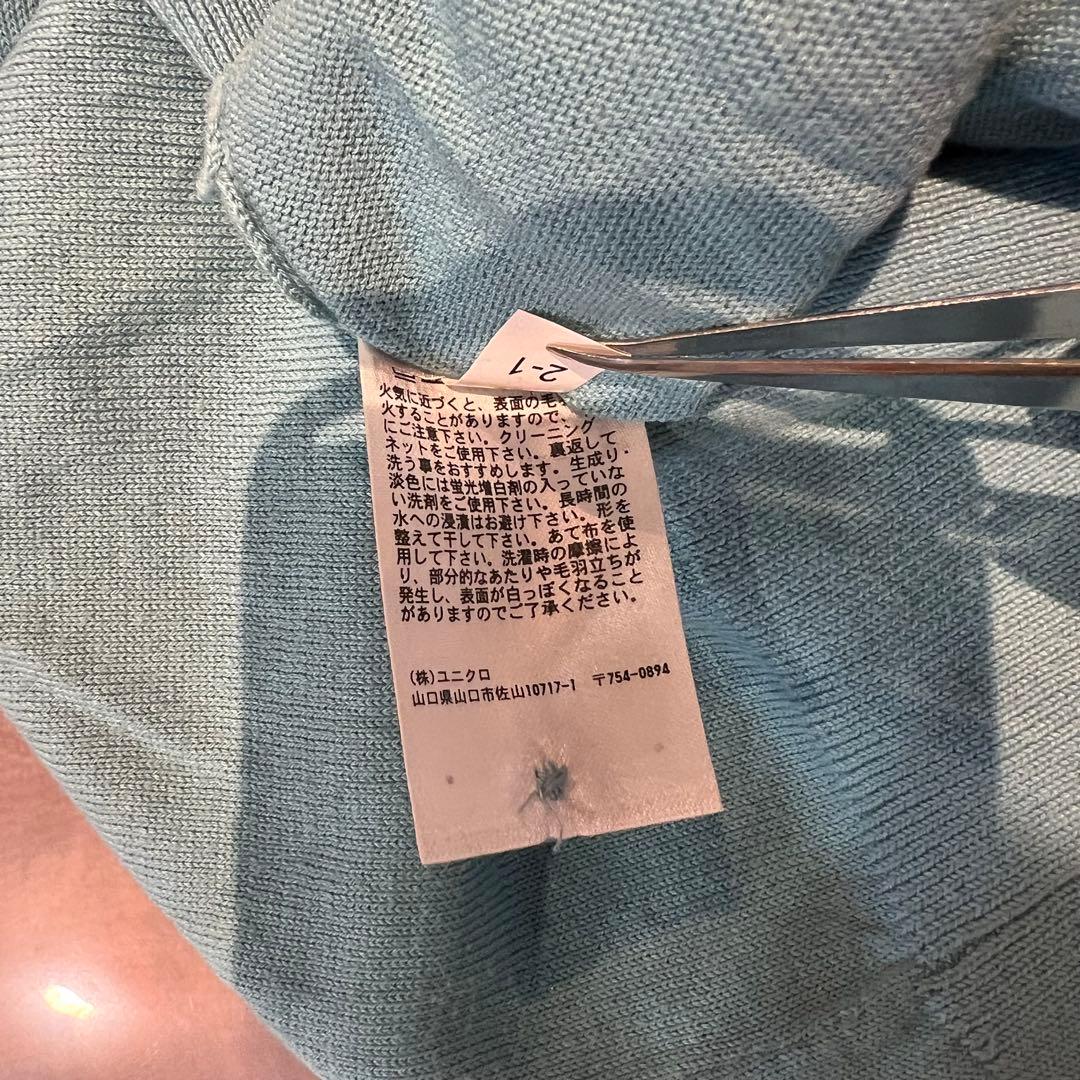 2-1
火気に近づくと、表面の毛
火することがありますので、
にご注意下さい。クリーニング
ネットをご使用下さい。裏返して
洗う事をおすすめします。生成り・
淡色には蛍光増白剤の入っていな
い洗剤をご使用下さい。長時間の
水への浸漬はお避け下さい。形を
整えて干して下さい。あて布を使
用して下さい。洗濯時の摩擦によ
り、部分的なあたりや毛羽立ちが
発生し、表面が白っぽくなること
がありますのでご了承ください。
(株)ユニクロ
山口県山口市佐山10717-1 〒754-0894